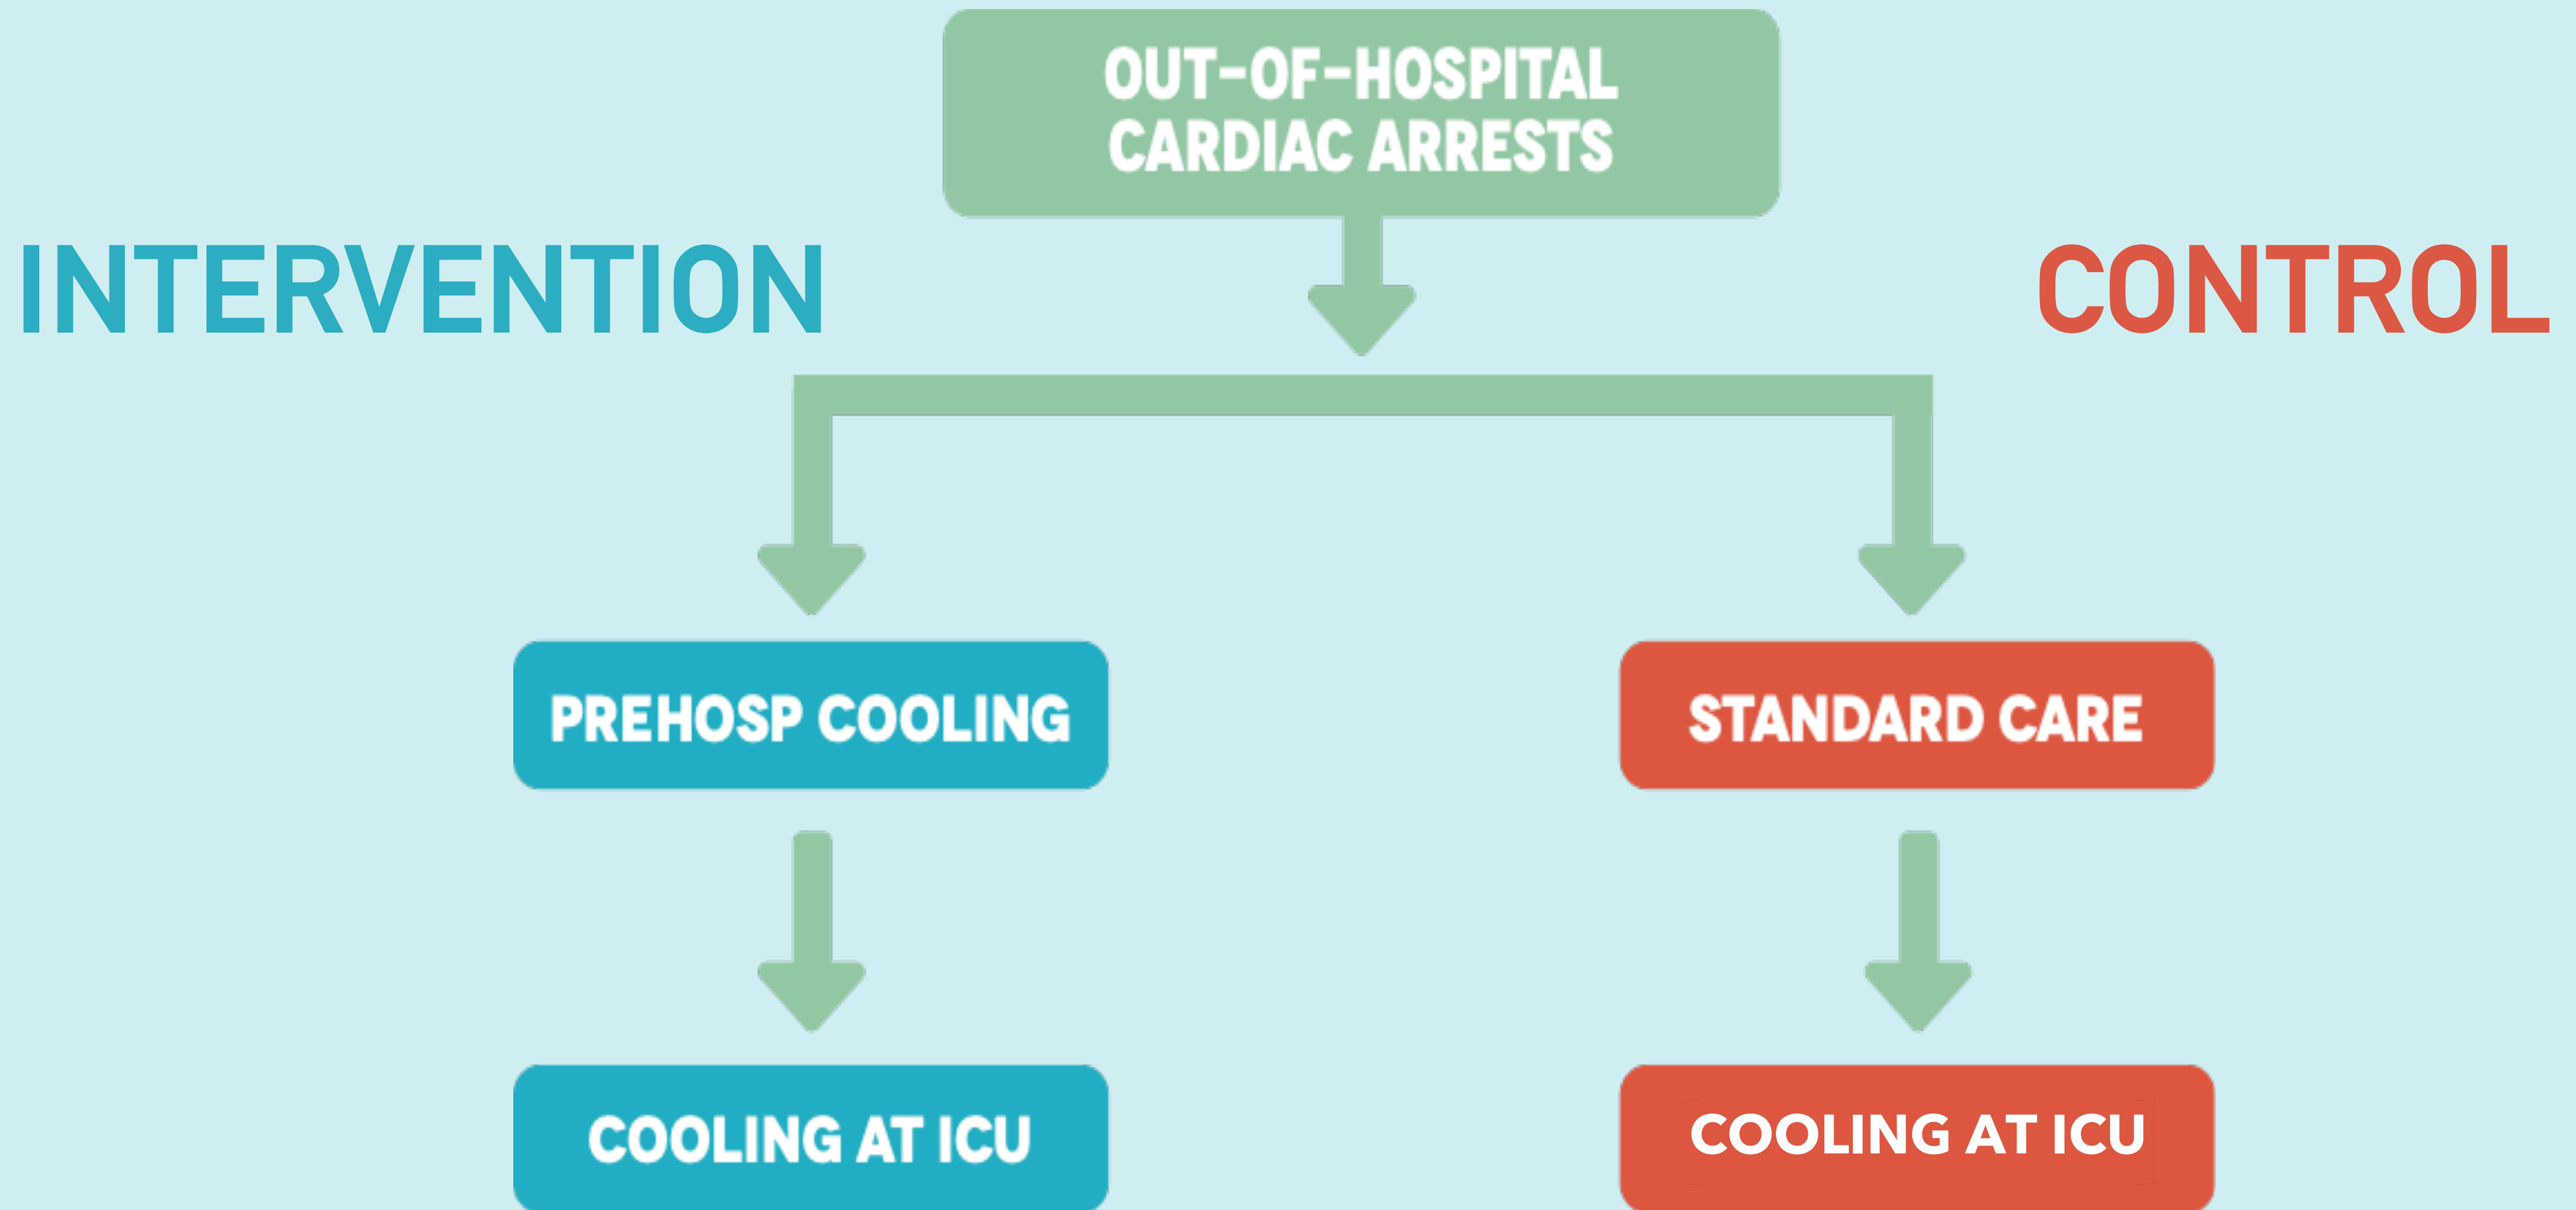 OUT-OF-HOSPITAL
CARDIAC ARRESTS
INTERVENTION
CONTROL
PREHOSP COOLING
STANDARD CARE
COOLING AT ICU
COOLING AT ICU